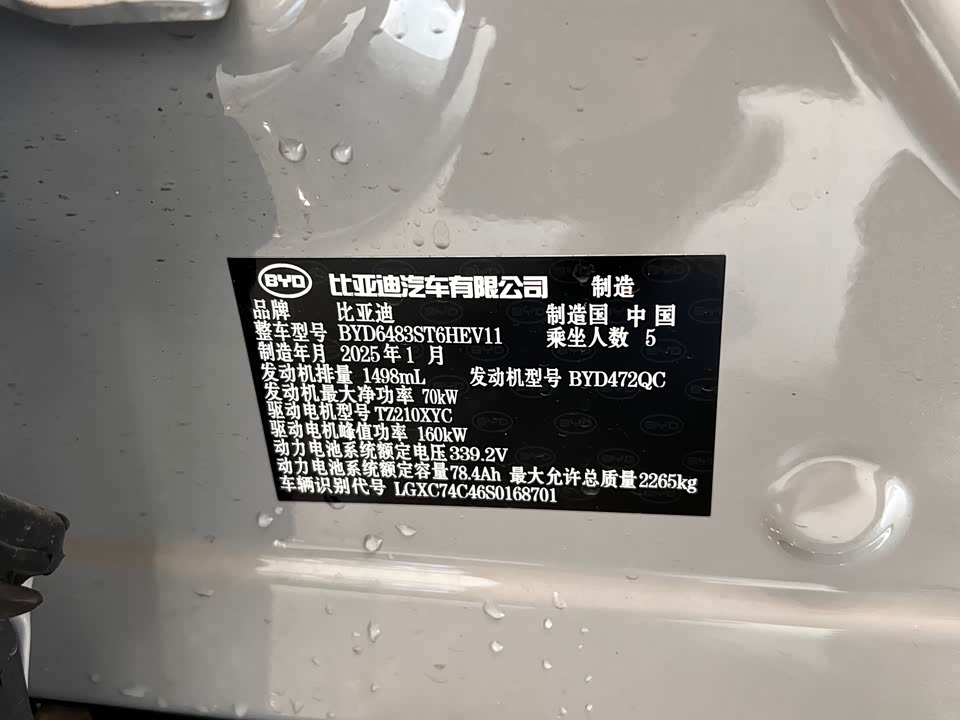 BYD 比亚迪汽车有限公司 制造
品牌 比亚迪 制造国 中国
整车型号 BYD6483ST6HEV11 乘坐人数 5
制造年月 2025年1月
发动机排量 1498mL 发动机型号 BYD472QC
发动机最大净功率 70kW
驱动电机型号 TZ210XYC
驱动电机峰值功率 160kW
动力电池系统额定电压 339.2V
动力电池系统额定容量 78.4Ah 最大允许总质量 2265kg
车辆识别代号 LGXC74C46S0168701